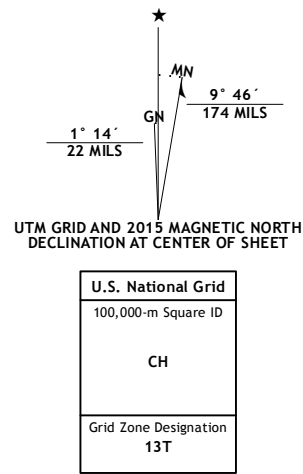 ★
MN
GN
9° 46´
174 MILS
1° 14´
22 MILS
UTM GRID AND 2015 MAGNETIC NORTH
DECLINATION AT CENTER OF SHEET
U.S. National Grid
100,000-m Square ID
CH
Grid Zone Designation
13T